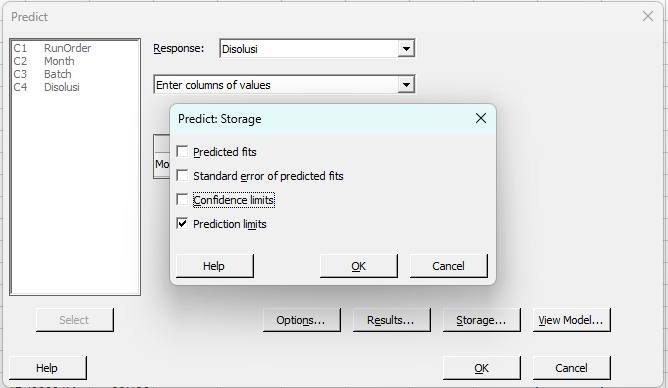 Predict
C1 RunOrder
C2 Month
C3 Batch
C4 Disolusi
Response: Disolusi
Enter columns of values
Mo
Predict: Storage
Predicted fits
Standard error of predicted fits
Confidence limits
Prediction limits
Help OK Cancel
Select Options... Results... Storage... View Model...
Help OK Cancel